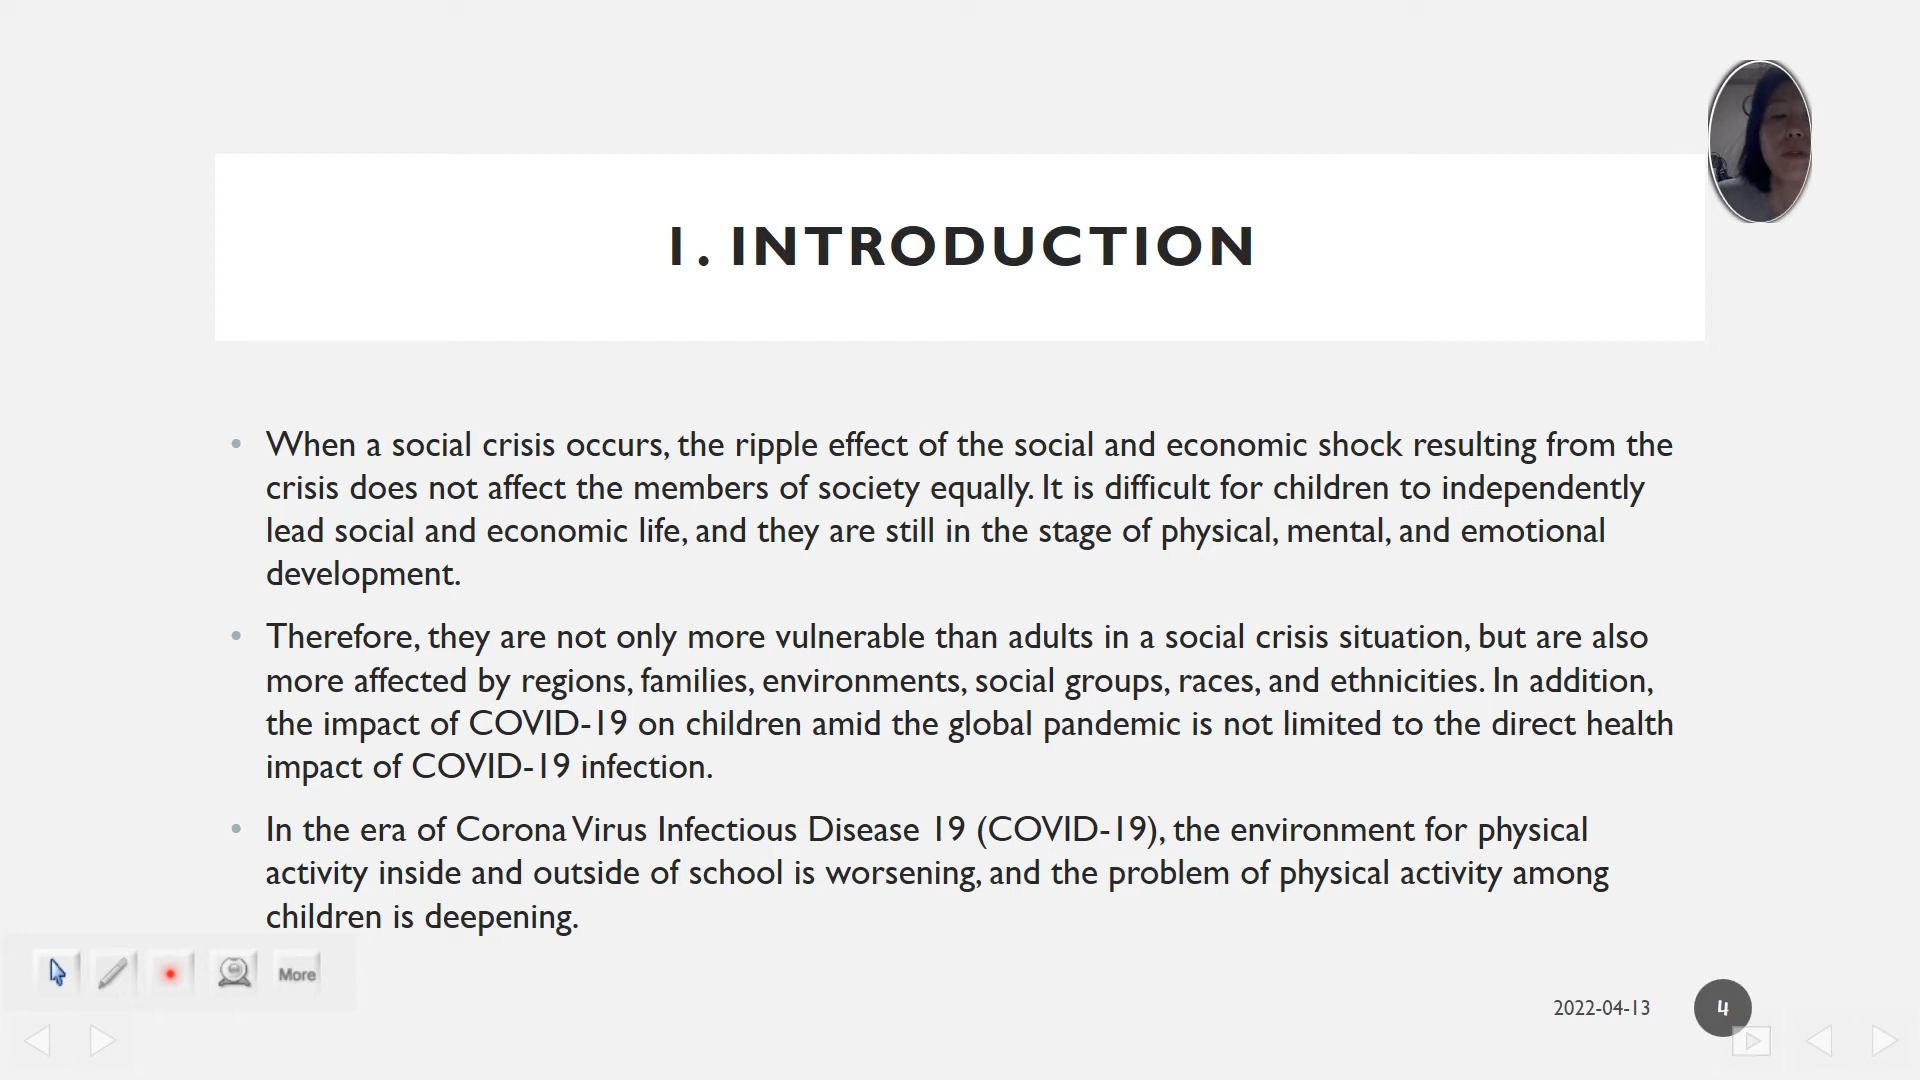 1. INTRODUCTION
• When a social crisis occurs, the ripple effect of the social and economic shock resulting from the
crisis does not affect the members of society equally. It is difficult for children to independently
lead social and economic life, and they are still in the stage of physical, mental, and emotional
development.
• Therefore, they are not only more vulnerable than adults in a social crisis situation, but are also
more affected by regions, families, environments, social groups, races, and ethnicities. In addition,
the impact of COVID-19 on children amid the global pandemic is not limited to the direct health
impact of COVID-19 infection.
• In the era of Corona Virus Infectious Disease 19 (COVID-19), the environment for physical
activity inside and outside of school is worsening, and the problem of physical activity among
children is deepening.
More
2022-04-13
4